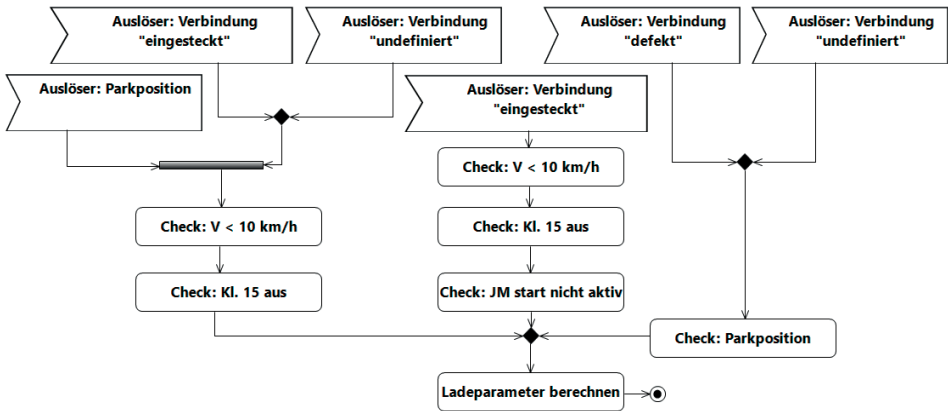 Auslöser: Verbindung
"eingesteckt"
Auslöser: Verbindung
"undefiniert"
Auslöser: Verbindung
"defekt"
Auslöser: Verbindung
"undefiniert"
Auslöser: Parkposition
Auslöser: Verbindung
"eingesteckt"
Check: V < 10 km/h
Check: V < 10 km/h
Check: Kl. 15 aus
Check: Kl. 15 aus
Check: JM start nicht aktiv
Check: Parkposition
Ladeparameter berechnen